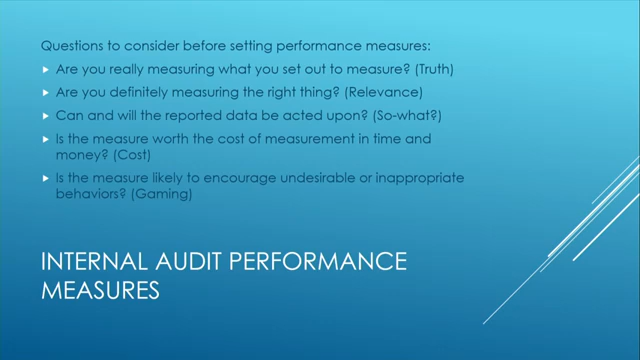 Questions to consider before setting performance measures:
Are you really measuring what you set out to measure? (Truth)
Are you definitely measuring the right thing? (Relevance)
Can and will the reported data be acted upon? (So-what?)
Is the measure worth the cost of measurement in time and
money? (Cost)
Is the measure likely to encourage undesirable or inappropriate
behaviors? (Gaming)
INTERNAL AUDIT PERFORMANCE
MEASURES